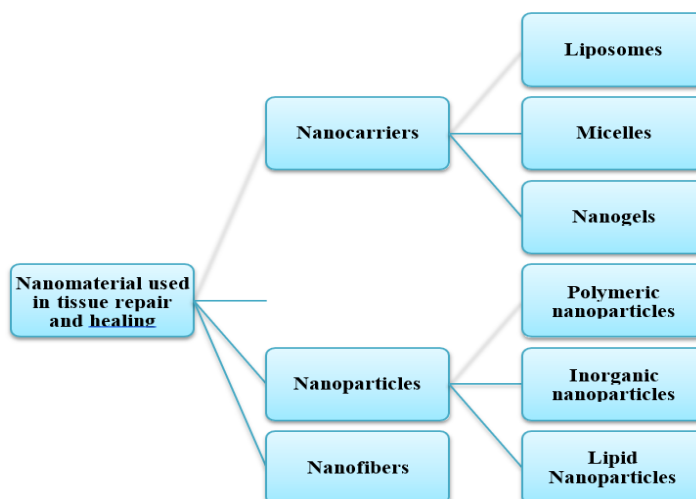 Liposomes
Nanocarriers
Micelles
Nanogels
Nanomaterial used
in tissue repair
and healing
Polymeric
nanoparticles
Nanoparticles
Inorganic
nanoparticles
Nanofibers
Lipid
Nanoparticles